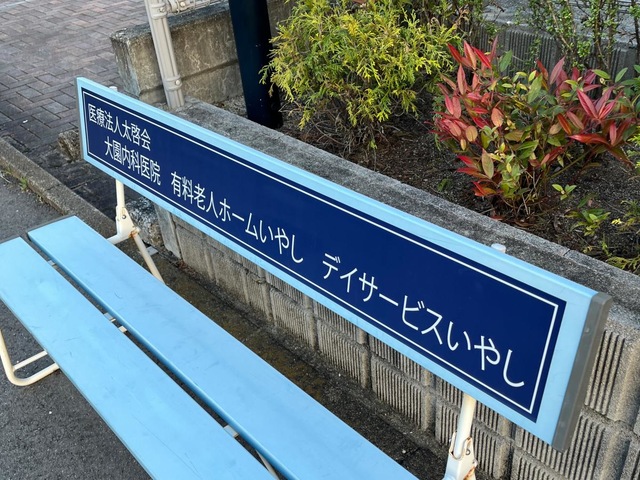 医療法人太啓会
大園内科医院　有料老人ホームいやし　デイサービスいやし